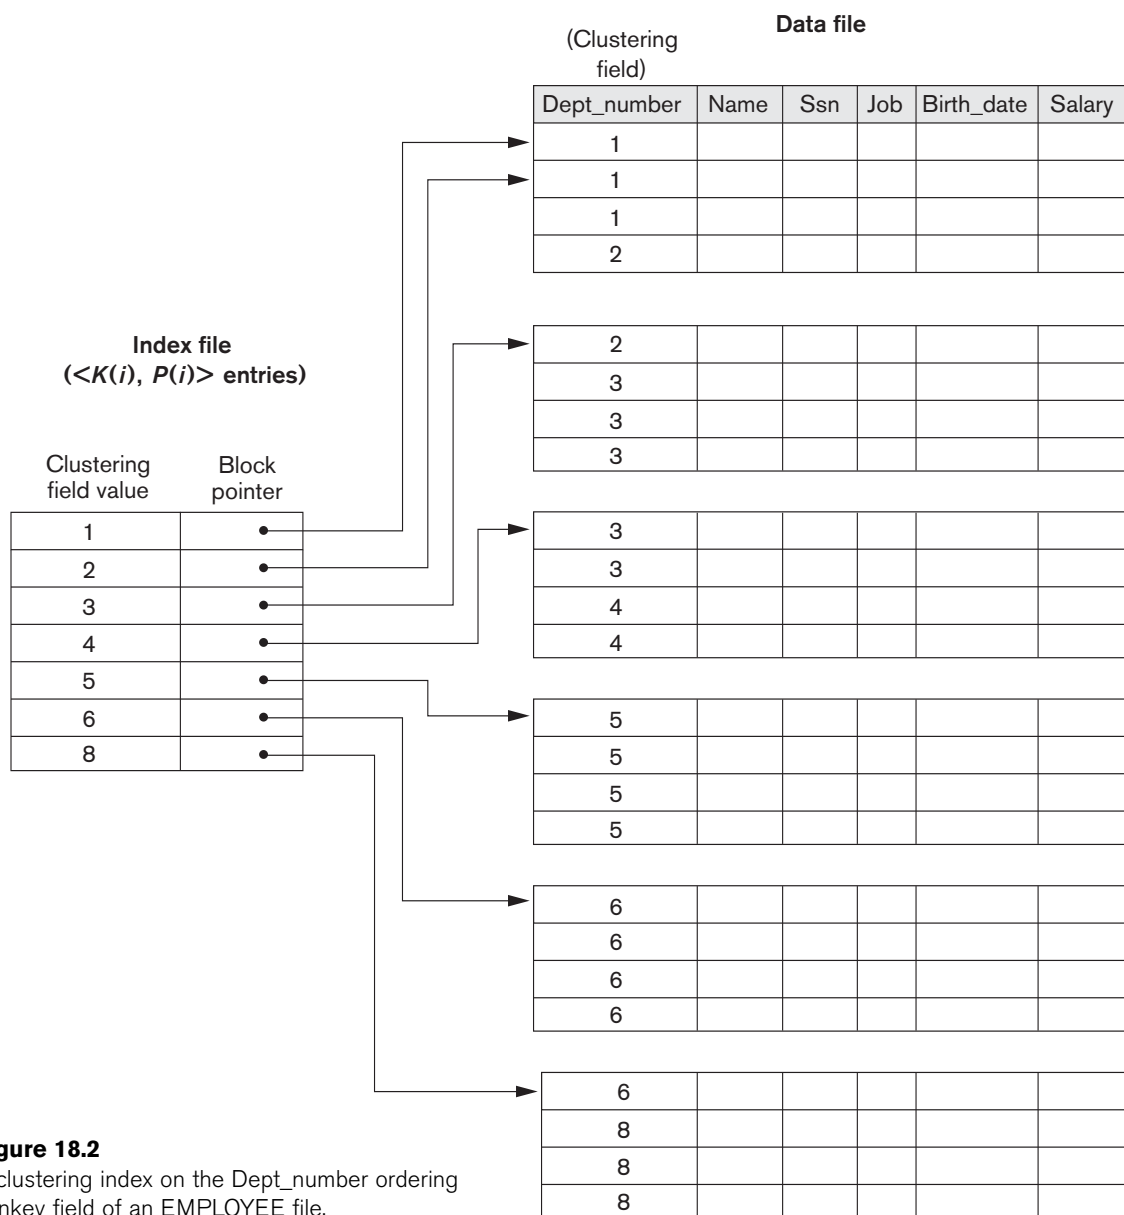 Data file
(Clustering
field)
Dept_number Name Ssn Job Birth_date Salary
1
1
1
2
2
3
3
3
3
3
4
4
5
5
5
5
6
6
6
6
6
8
8
8
Index file
(<K(i), P(i)> entries)
Clustering
field value
Block
pointer
1
2
3
4
5
6
8
gure 18.2
clustering index on the Dept_number ordering
nkey field of an EMPLOYEE file.